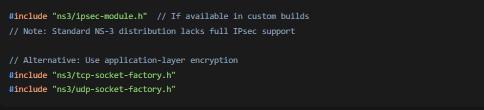 #include "ns3/ipsec-module.h"  // If available in custom builds
// Note: Standard NS-3 distribution lacks full IPsec support
// Alternative: Use application-layer encryption
#include "ns3/tcp-socket-factory.h"
#include "ns3/udp-socket-factory.h"